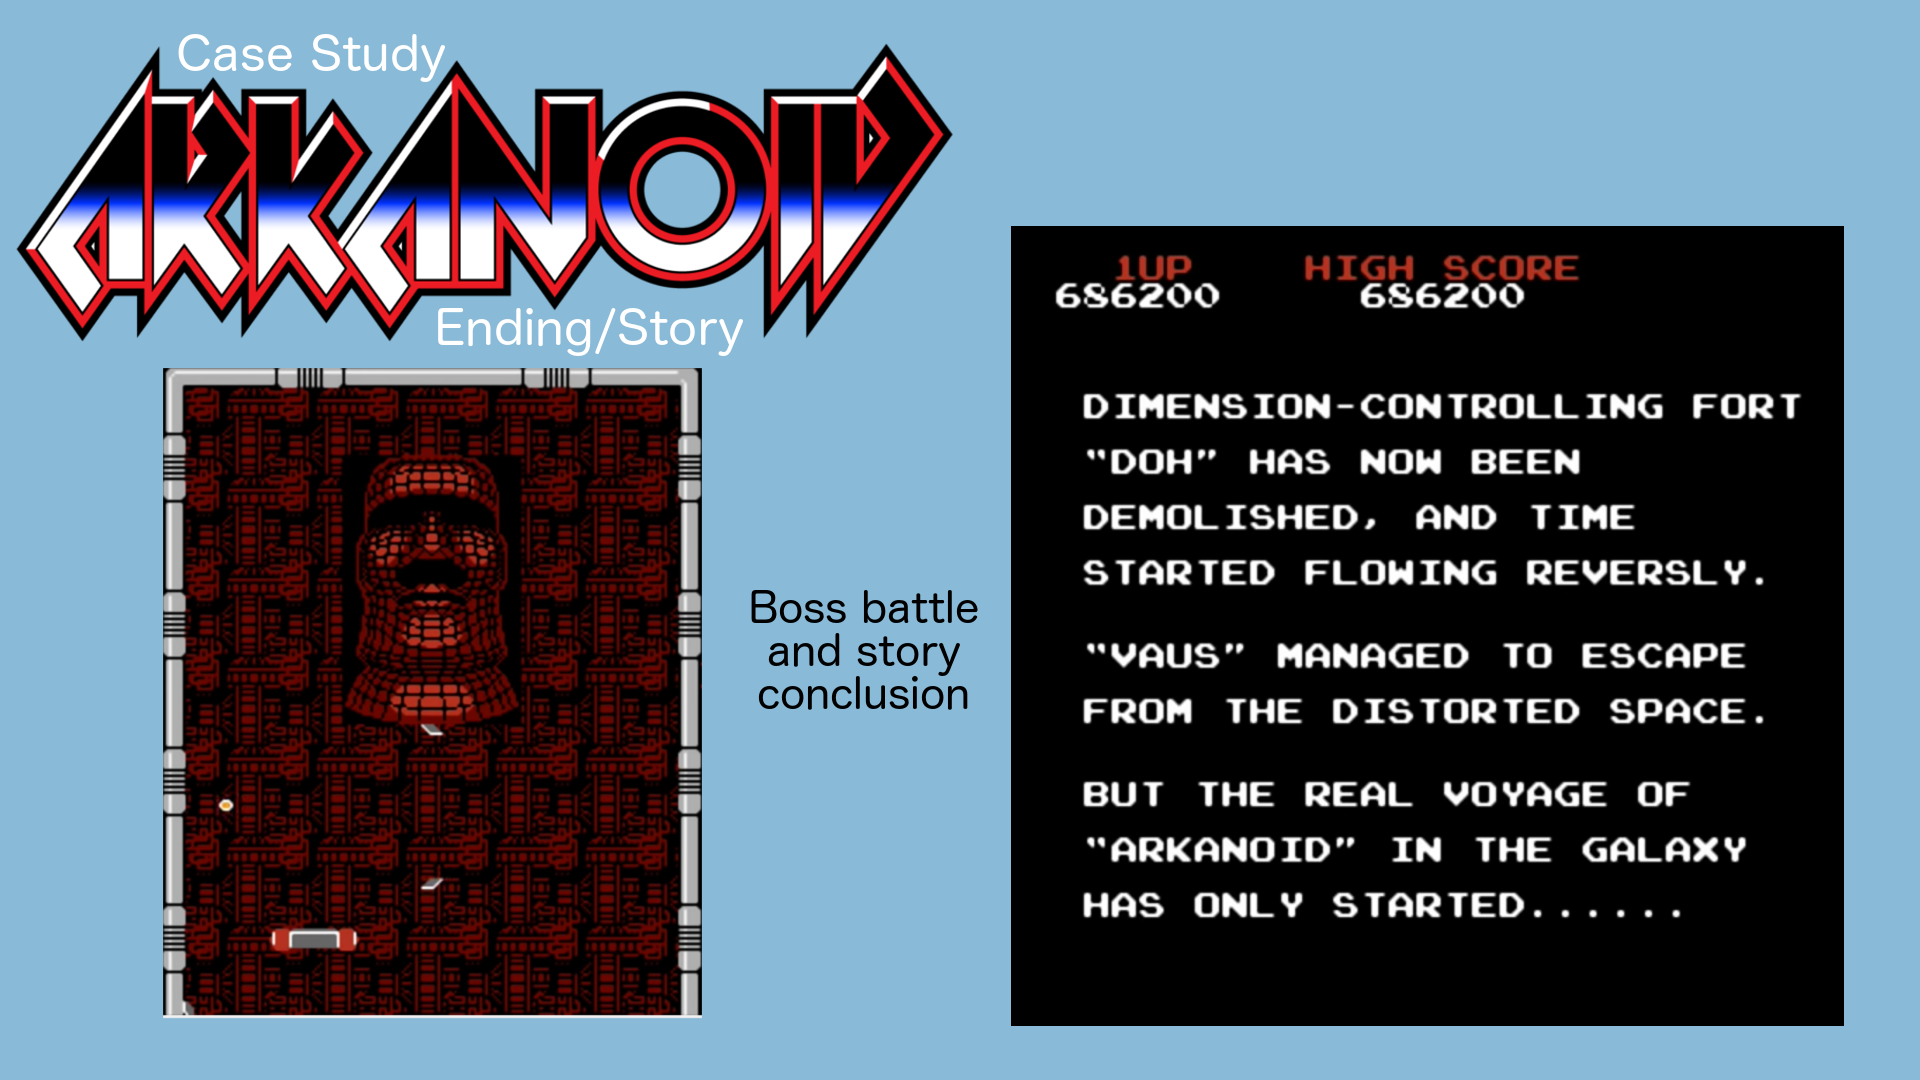 Case Study
ARKANOID
Ending/Story
Boss battle
and story
conclusion
1UP HIGH SCORE
686200 686200
DIMENSION-CONTROLLING FORT
"DOH" HAS NOW BEEN
DEMOLISHED, AND TIME
STARTED FLOWING REVERSLY.
"VAUS" MANAGED TO ESCAPE
FROM THE DISTORTED SPACE.
BUT THE REAL VOYAGE OF
"ARKANOID" IN THE GALAXY
HAS ONLY STARTED......